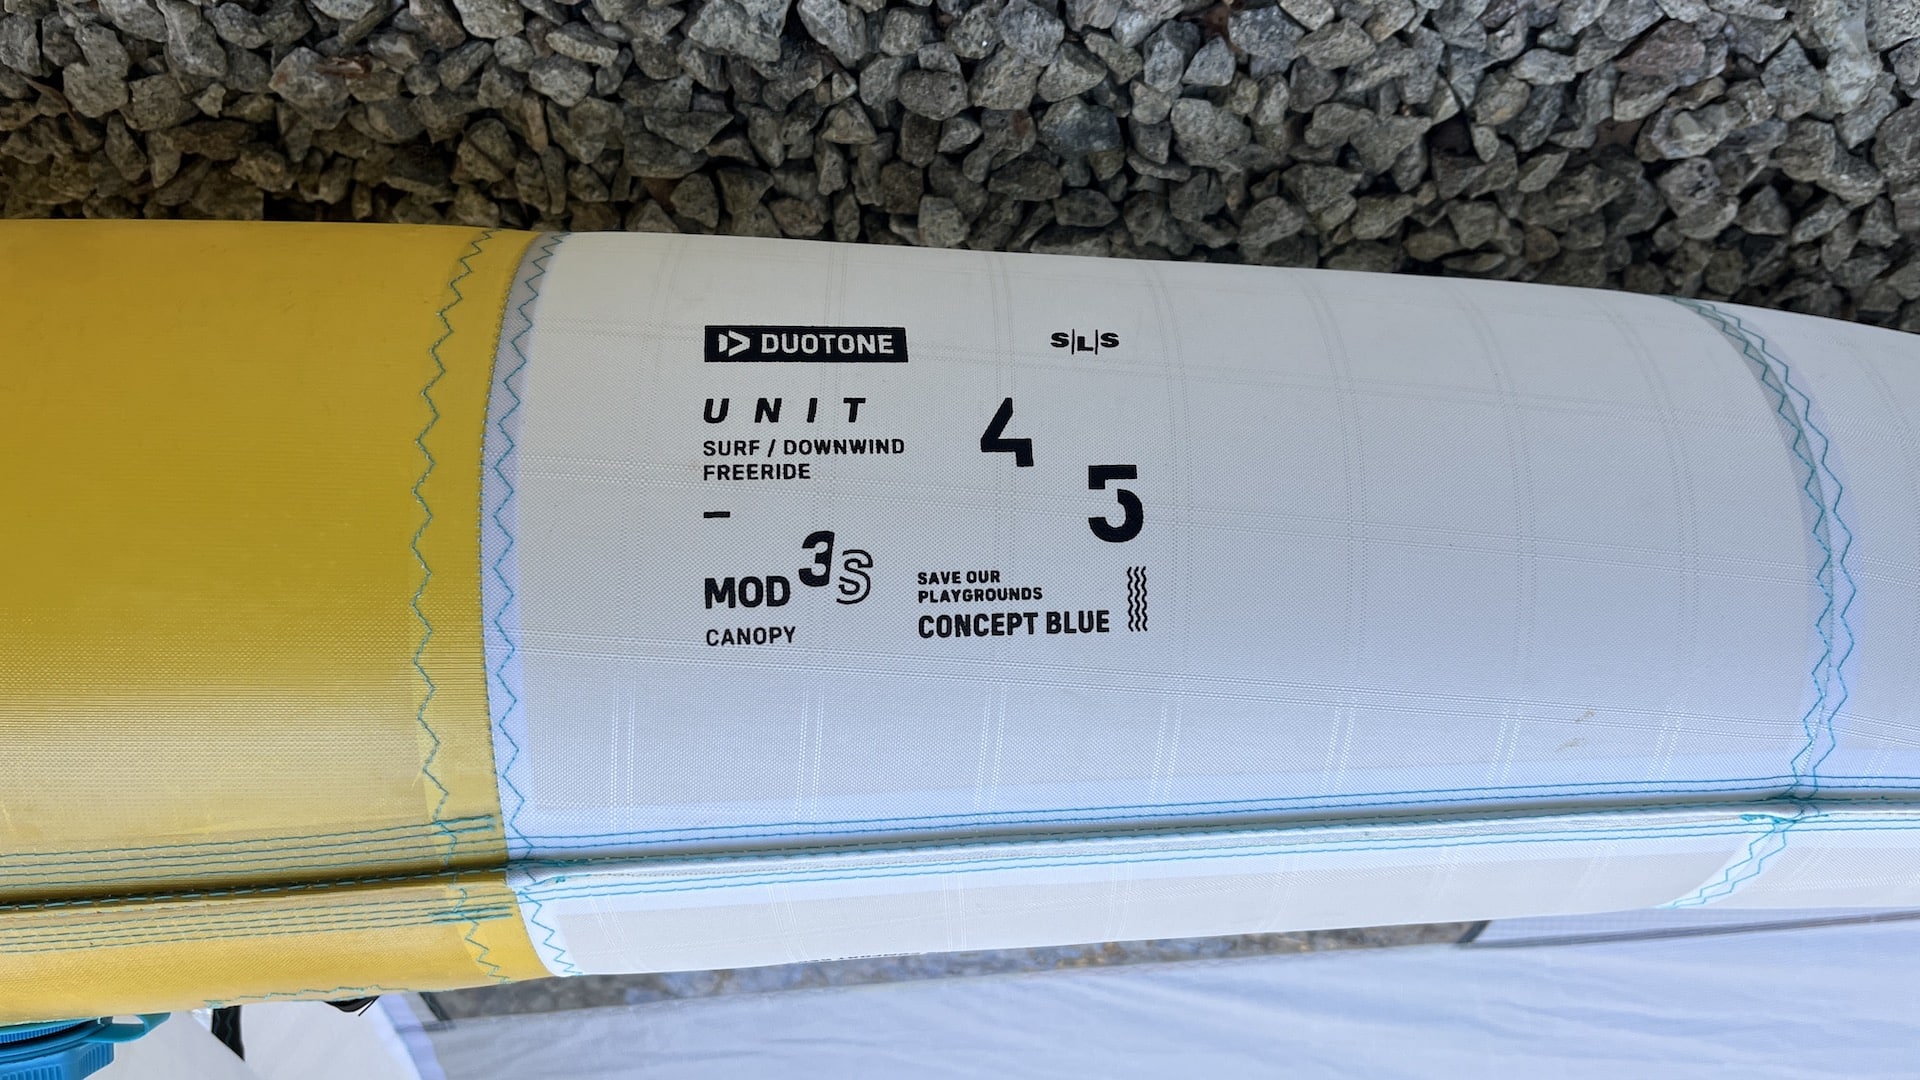 DUOTONE
S|L|S
UNIT
SURF / DOWNWIND
FREERIDE
4
5
MOD 3S
CANOPY
SAVE OUR
PLAYGROUNDS
CONCEPT BLUE